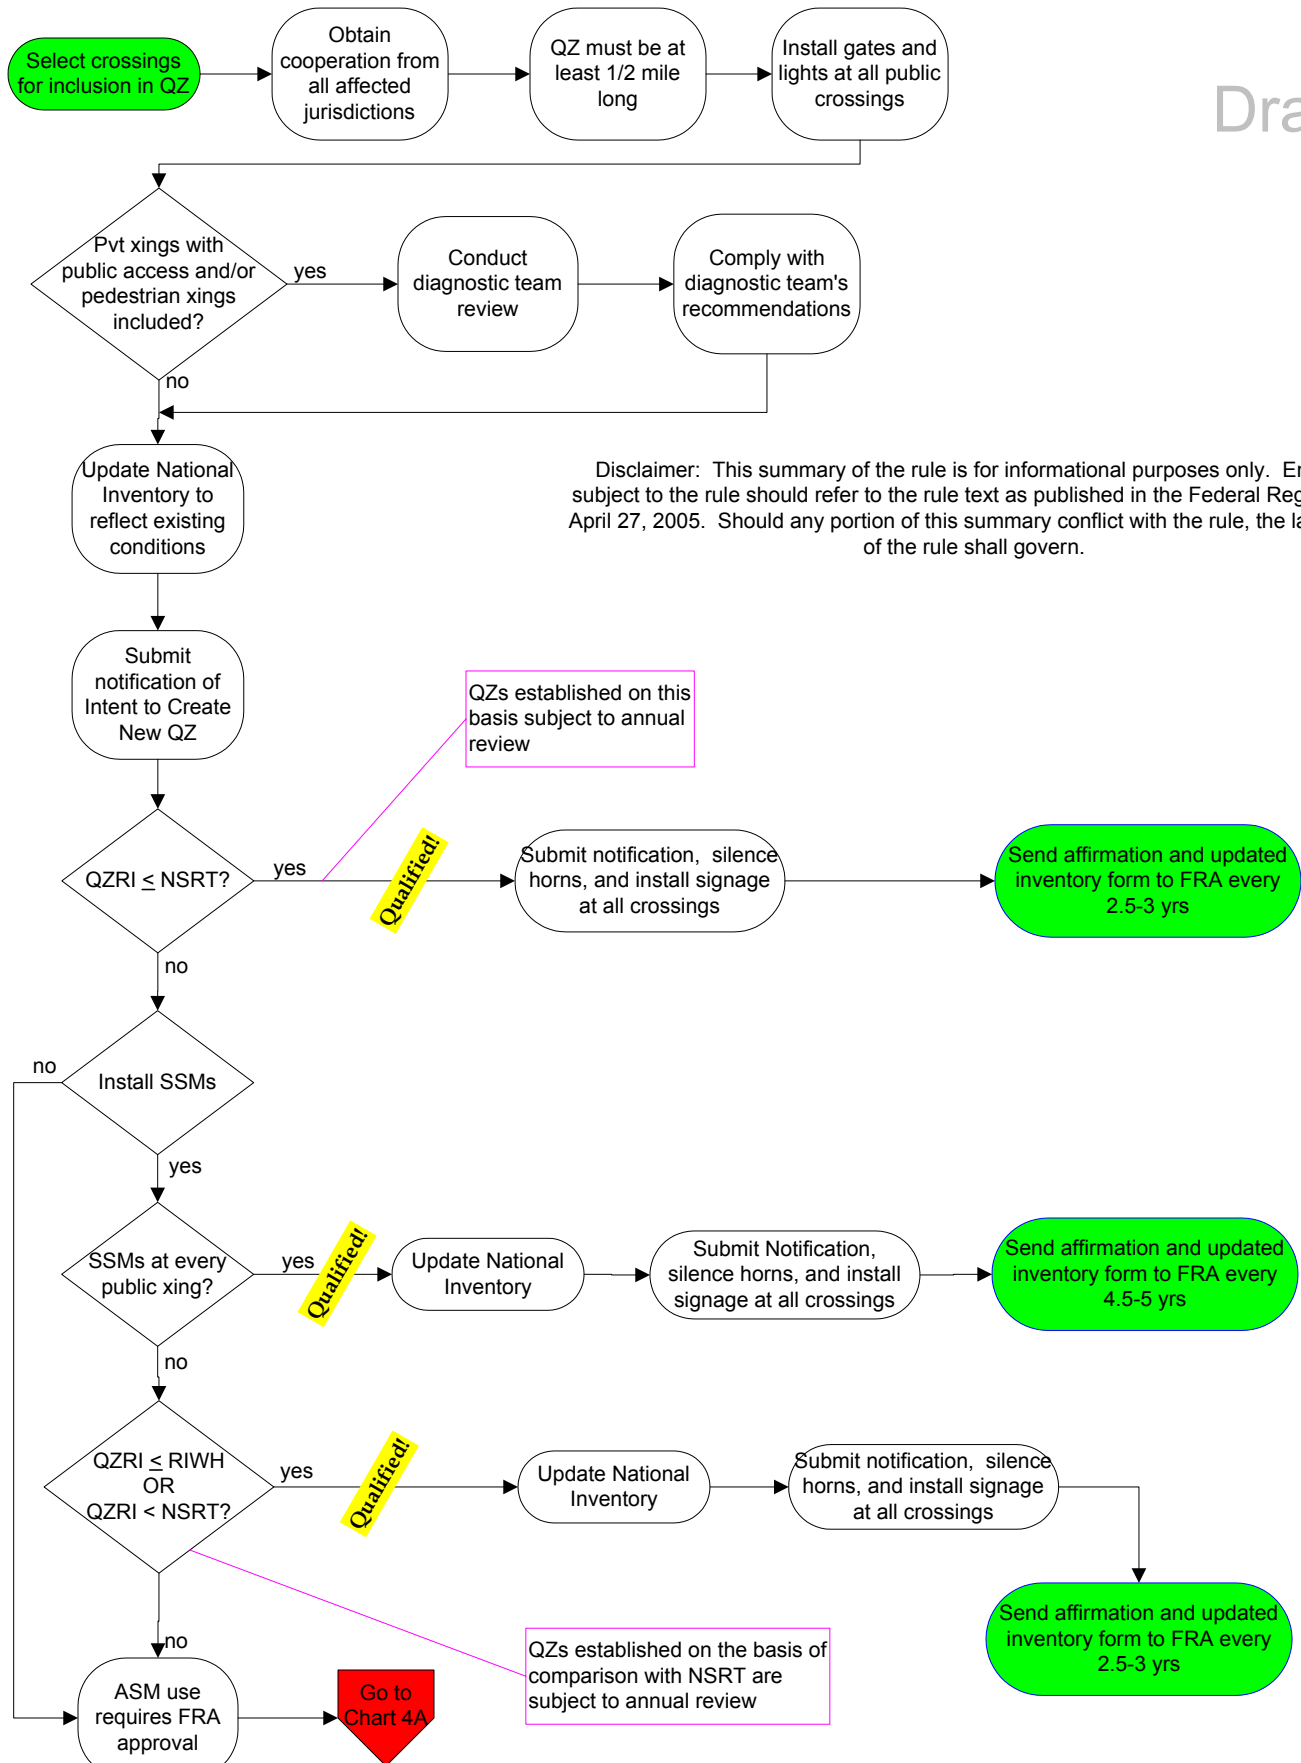 Select crossings
for inclusion in QZ
Obtain
cooperation from
all affected
jurisdictions
QZ must be at
least 1/2 mile
long
Install gates and
lights at all public
crossings
Pvt xings with
public access and/or
pedestrian xings
included?
yes
Conduct
diagnostic team
review
Comply with
diagnostic team's
recommendations
no
Update National
Inventory to
reflect existing
conditions
Disclaimer: This summary of the rule is for informational purposes only.
subject to the rule should refer to the rule text as published in the Federal
April 27, 2005. Should any portion of this summary conflict with the rule, the
of the rule shall govern.
Submit
notification of
Intent to Create
New QZ
QZs established on this
basis subject to annual
review
QZRI ≤ NSRT?
yes
Qualified!
Submit notification, silence
horns, and install signage
at all crossings
Send affirmation and updated
inventory form to FRA every
2.5-3 yrs
no
Install SSMs
no
yes
SSMs at every
public xing?
yes
Qualified!
Update National
Inventory
Submit Notification,
silence horns, and install
signage at all crossings
Send affirmation and updated
inventory form to FRA every
4.5-5 yrs
no
QZRI ≤ RIWH
OR
QZRI < NSRT?
yes
Qualified!
Update National
Inventory
Submit notification, silence
horns, and install signage
at all crossings
Send affirmation and updated
inventory form to FRA every
2.5-3 yrs
no
QZs established on the basis of
comparison with NSRT are
subject to annual review
ASM use
requires FRA
approval
Go to
Chart 4A